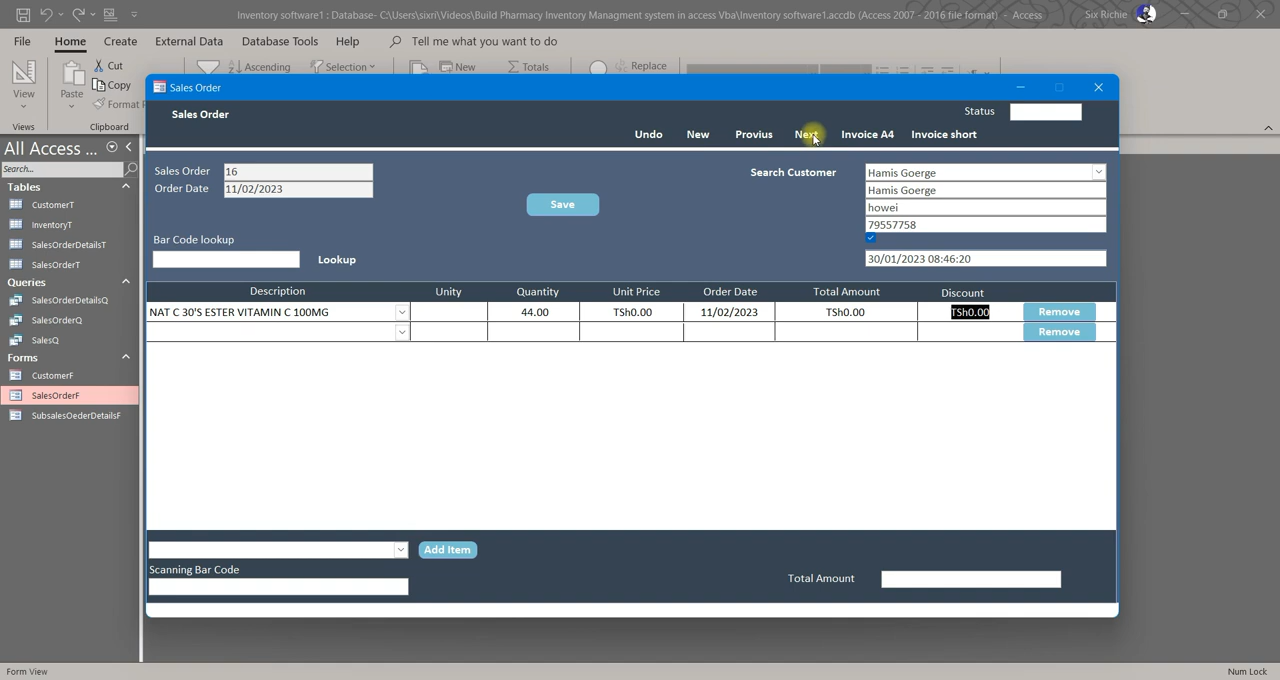 Inventory software1 : Database- C:\Users\sixri\Videos\Build Pharmacy Inventory Managment system in access Vba\Inventory software1.accdb (Access 2007 - 2016 file format) - Access
Six Richie
File Home Create External Data Database Tools Help Tell me what you want to do
View Paste Cut Ascending Selection New Totals Replace
Copy
Format
Views Clipboard
All Access ...
Search...
Tables
CustomerT
InventoryT
SalesOrderDetailsT
SalesOrderT
Queries
SalesOrderDetailsQ
SalesOrderQ
SalesQ
Forms
CustomerF
SalesOrderF
SubsalesOederDetailsF
Sales Order
Sales Order
Status
Undo New Provius Next Invoice A4 Invoice short
Sales Order 16
Order Date 11/02/2023
Save
Search Customer Hamis Goerge
Hamis Goerge
howei
79557758
30/01/2023 08:46:20
Bar Code lookup
Lookup
Description Unity Quantity Unit Price Order Date Total Amount Discount
NAT C 30'S ESTER VITAMIN C 100MG 44.00 TSh0.00 11/02/2023 TSh0.00 TSh0.00 Remove
Remove
Add Item
Scanning Bar Code
Total Amount
Form View
Num Lock